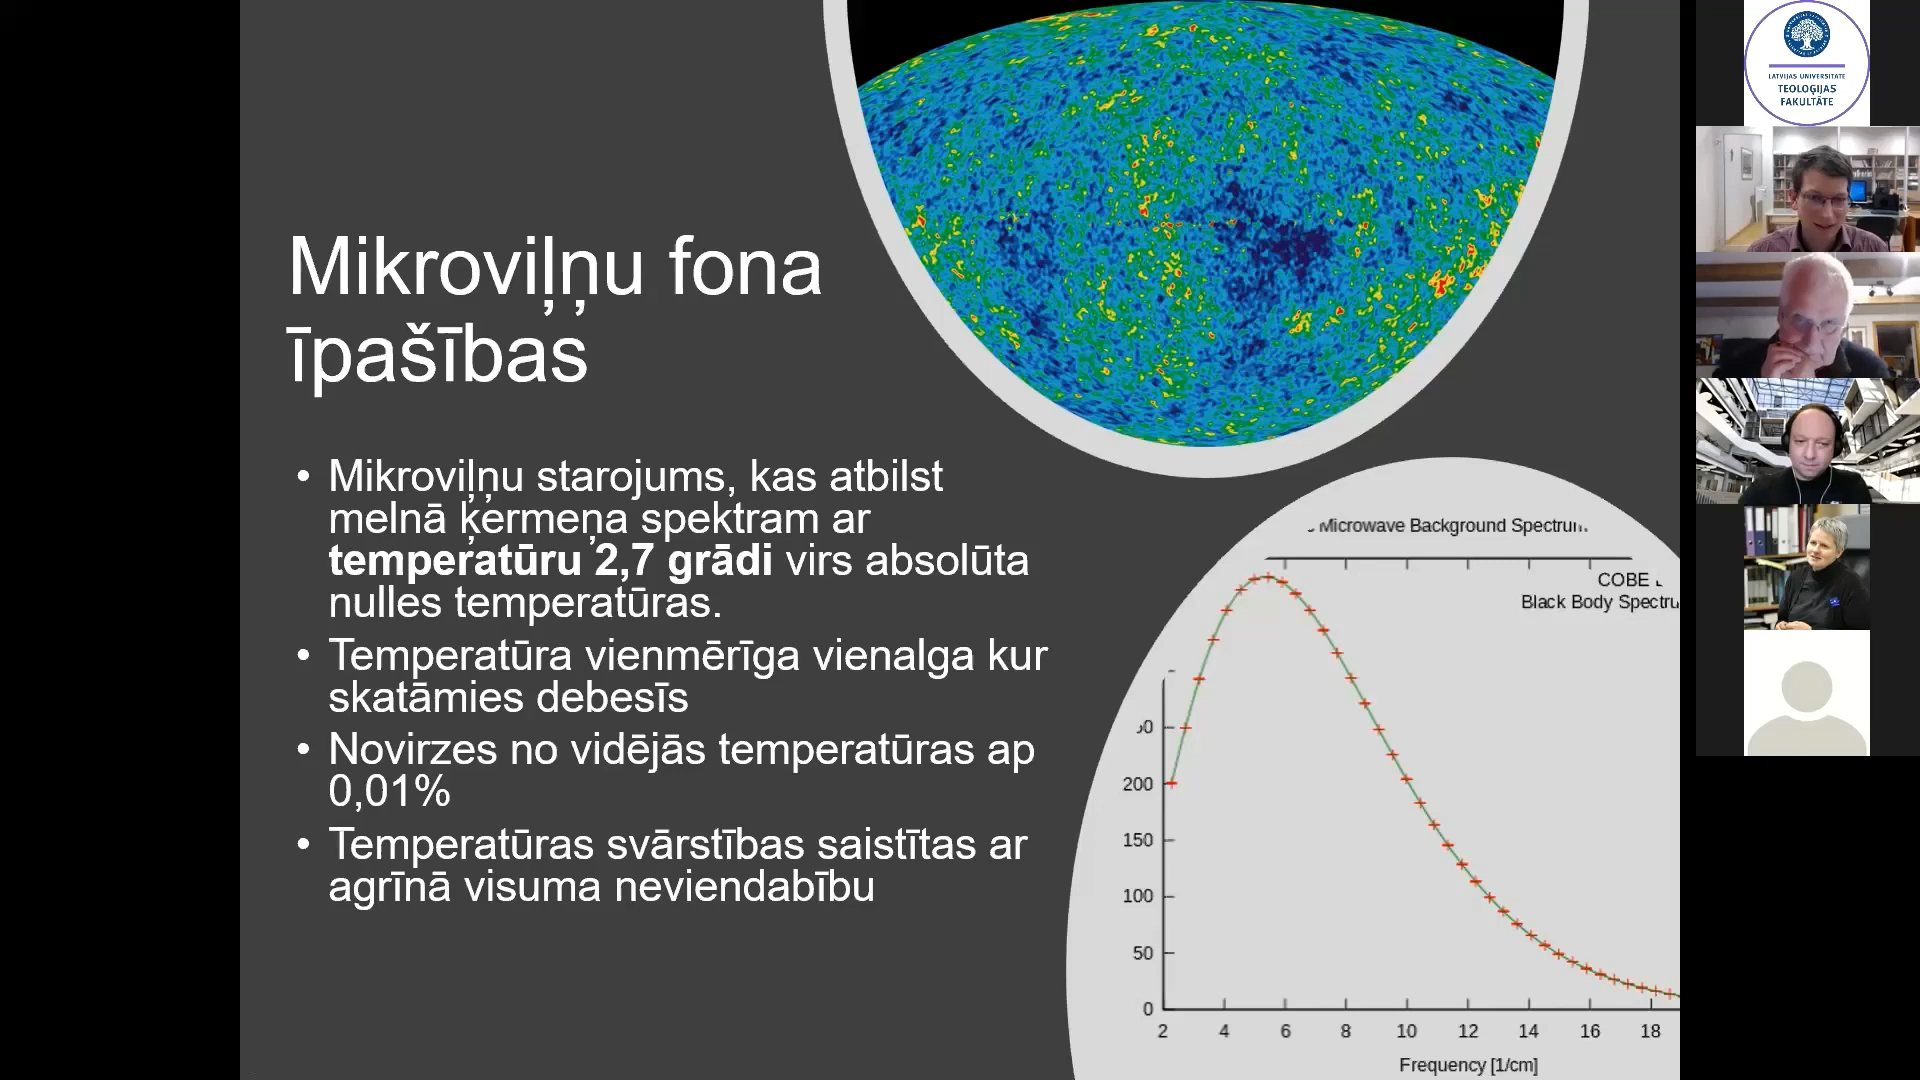 Mikroviļņu fona
īpašības
• Mikroviļņu starojums, kas atbilst
melnā ķermeņa spektram ar
temperatūru 2,7 grādi virs absolūta
nulles temperatūras.
• Temperatūra vienmērīga vienalga kur
skatāmies debesīs
• Novirzes no vidējās temperatūras ap
0,01%
• Temperatūras svārstības saistītas ar
agrīnā visuma neviendabību
Microwave Background
COBE
Black Body
200
150
100
50
0
2 4 6 8 10 12 14 16 18
Frequency [1/cm]
LATVIJAS UNIVERSITĀTE
TEOLOĢIJAS
FAKULTĀTE